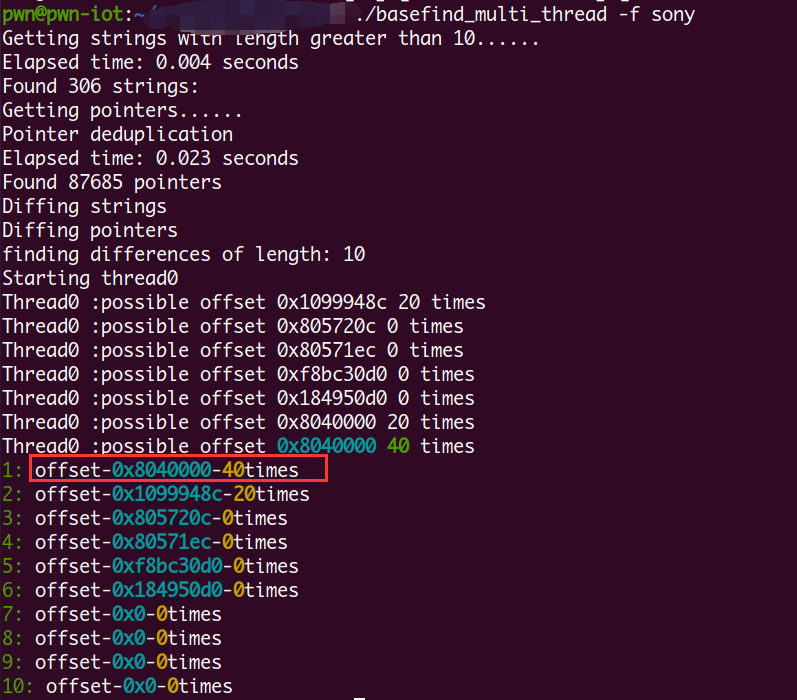 pwn@pwn-iot:~/ ./basefind_multi_thread -f sony
Getting strings with length greater than 10......
Elapsed time: 0.004 seconds
Found 306 strings:
Getting pointers......
Pointer deduplication
Elapsed time: 0.023 seconds
Found 87685 pointers
Diffing strings
Diffing pointers
finding differences of length: 10
Starting thread0
Thread0 :possible offset 0x1099948c 20 times
Thread0 :possible offset 0x805720c 0 times
Thread0 :possible offset 0x80571ec 0 times
Thread0 :possible offset 0xf8bc30d0 0 times
Thread0 :possible offset 0x184950d0 0 times
Thread0 :possible offset 0x8040000 20 times
Thread0 :possible offset 0x8040000 40 times
1: offset-0x8040000-40times
2: offset-0x1099948c-20times
3: offset-0x805720c-0times
4: offset-0x80571ec-0times
5: offset-0xf8bc30d0-0times
6: offset-0x184950d0-0times
7: offset-0x0-0times
8: offset-0x0-0times
9: offset-0x0-0times
10: offset-0x0-0times